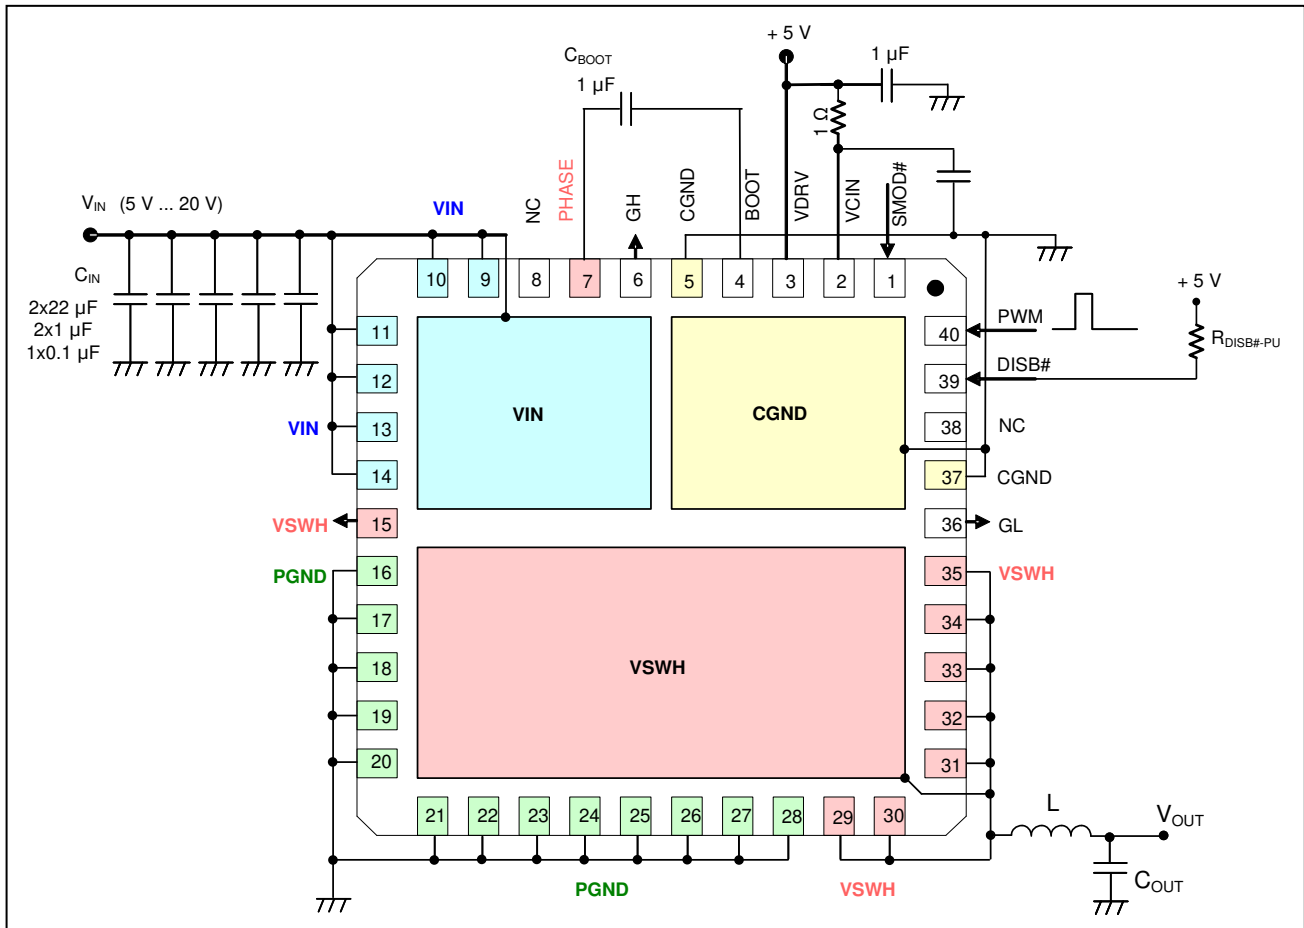 + 5 V
C_BOOT
1 µF
1 µF
1 Ω
PHASE
NC
GH
CGND
BOOT
VDRV
VCIN
SMOD#
V_IN (5 V ... 20 V)
VIN
C_IN
2x22 µF
2x1 µF
1x0.1 µF
10
9
8
7
6
5
4
3
2
1
+ 5 V
R_DISB#-PU
11
12
13
14
15
16
17
18
19
20
VIN
VSWH
PGND
VIN
CGND
VSWH
40
39
38
37
36
35
34
33
32
31
PWM
DISB#
NC
CGND
GL
VSWH
21
22
23
24
25
26
27
28
29
30
PGND
VSWH
L
V_OUT
C_OUT